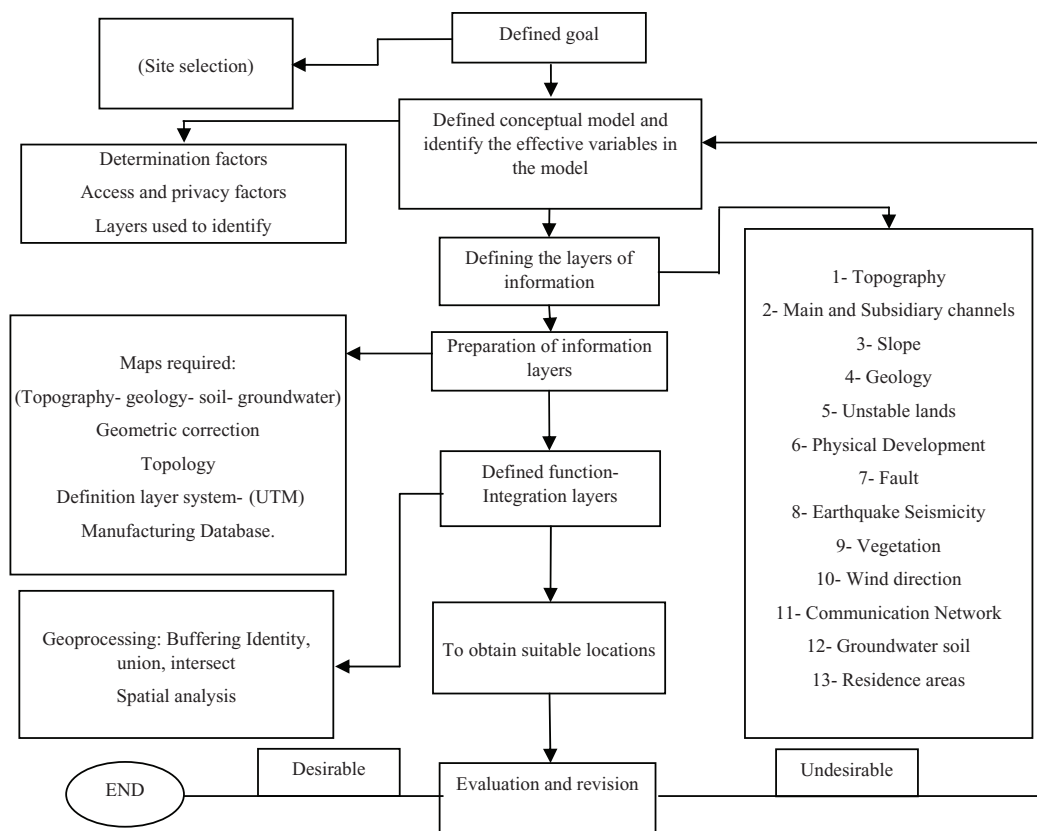 Defined goal
(Site selection)
Defined conceptual model and
identify the effective variables in
the model
Determination factors
Access and privacy factors
Layers used to identify
Defining the layers of
information
1- Topography
2- Main and Subsidiary channels
3- Slope
4- Geology
5- Unstable lands
6- Physical Development
7- Fault
8- Earthquake Seismicity
9- Vegetation
10- Wind direction
11- Communication Network
12- Groundwater soil
13- Residence areas
Preparation of information
layers
Maps required:
(Topography- geology- soil- groundwater)
Geometric correction
Topology
Definition layer system- (UTM)
Manufacturing Database.
Defined function-
Integration layers
Geoprocessing: Buffering Identity,
union, intersect
Spatial analysis
To obtain suitable locations
Evaluation and revision
Desirable
Undesirable
END